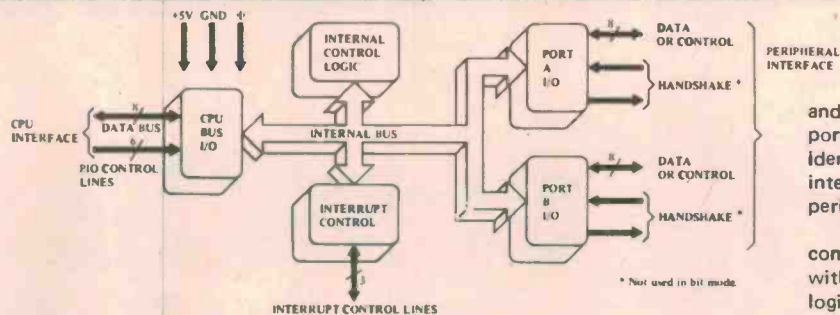 +5V GND Φ
INTERNAL
CONTROL
LOGIC
CPU
INTERFACE
8
DATA BUS
6
PIO CONTROL
LINES
CPU
BUS
I/O
INTERNAL BUS
INTERRUPT
CONTROL
3
INTERRUPT CONTROL LINES
PORT
A
I/O
8
DATA
OR CONTROL
HANDSHAKE *
PORT
B
I/O
8
DATA
OR CONTROL
HANDSHAKE *
* Not used in bit mode.
PERIPHERAL
INTERFACE
and
por
iden
inte
per
con
with
logi